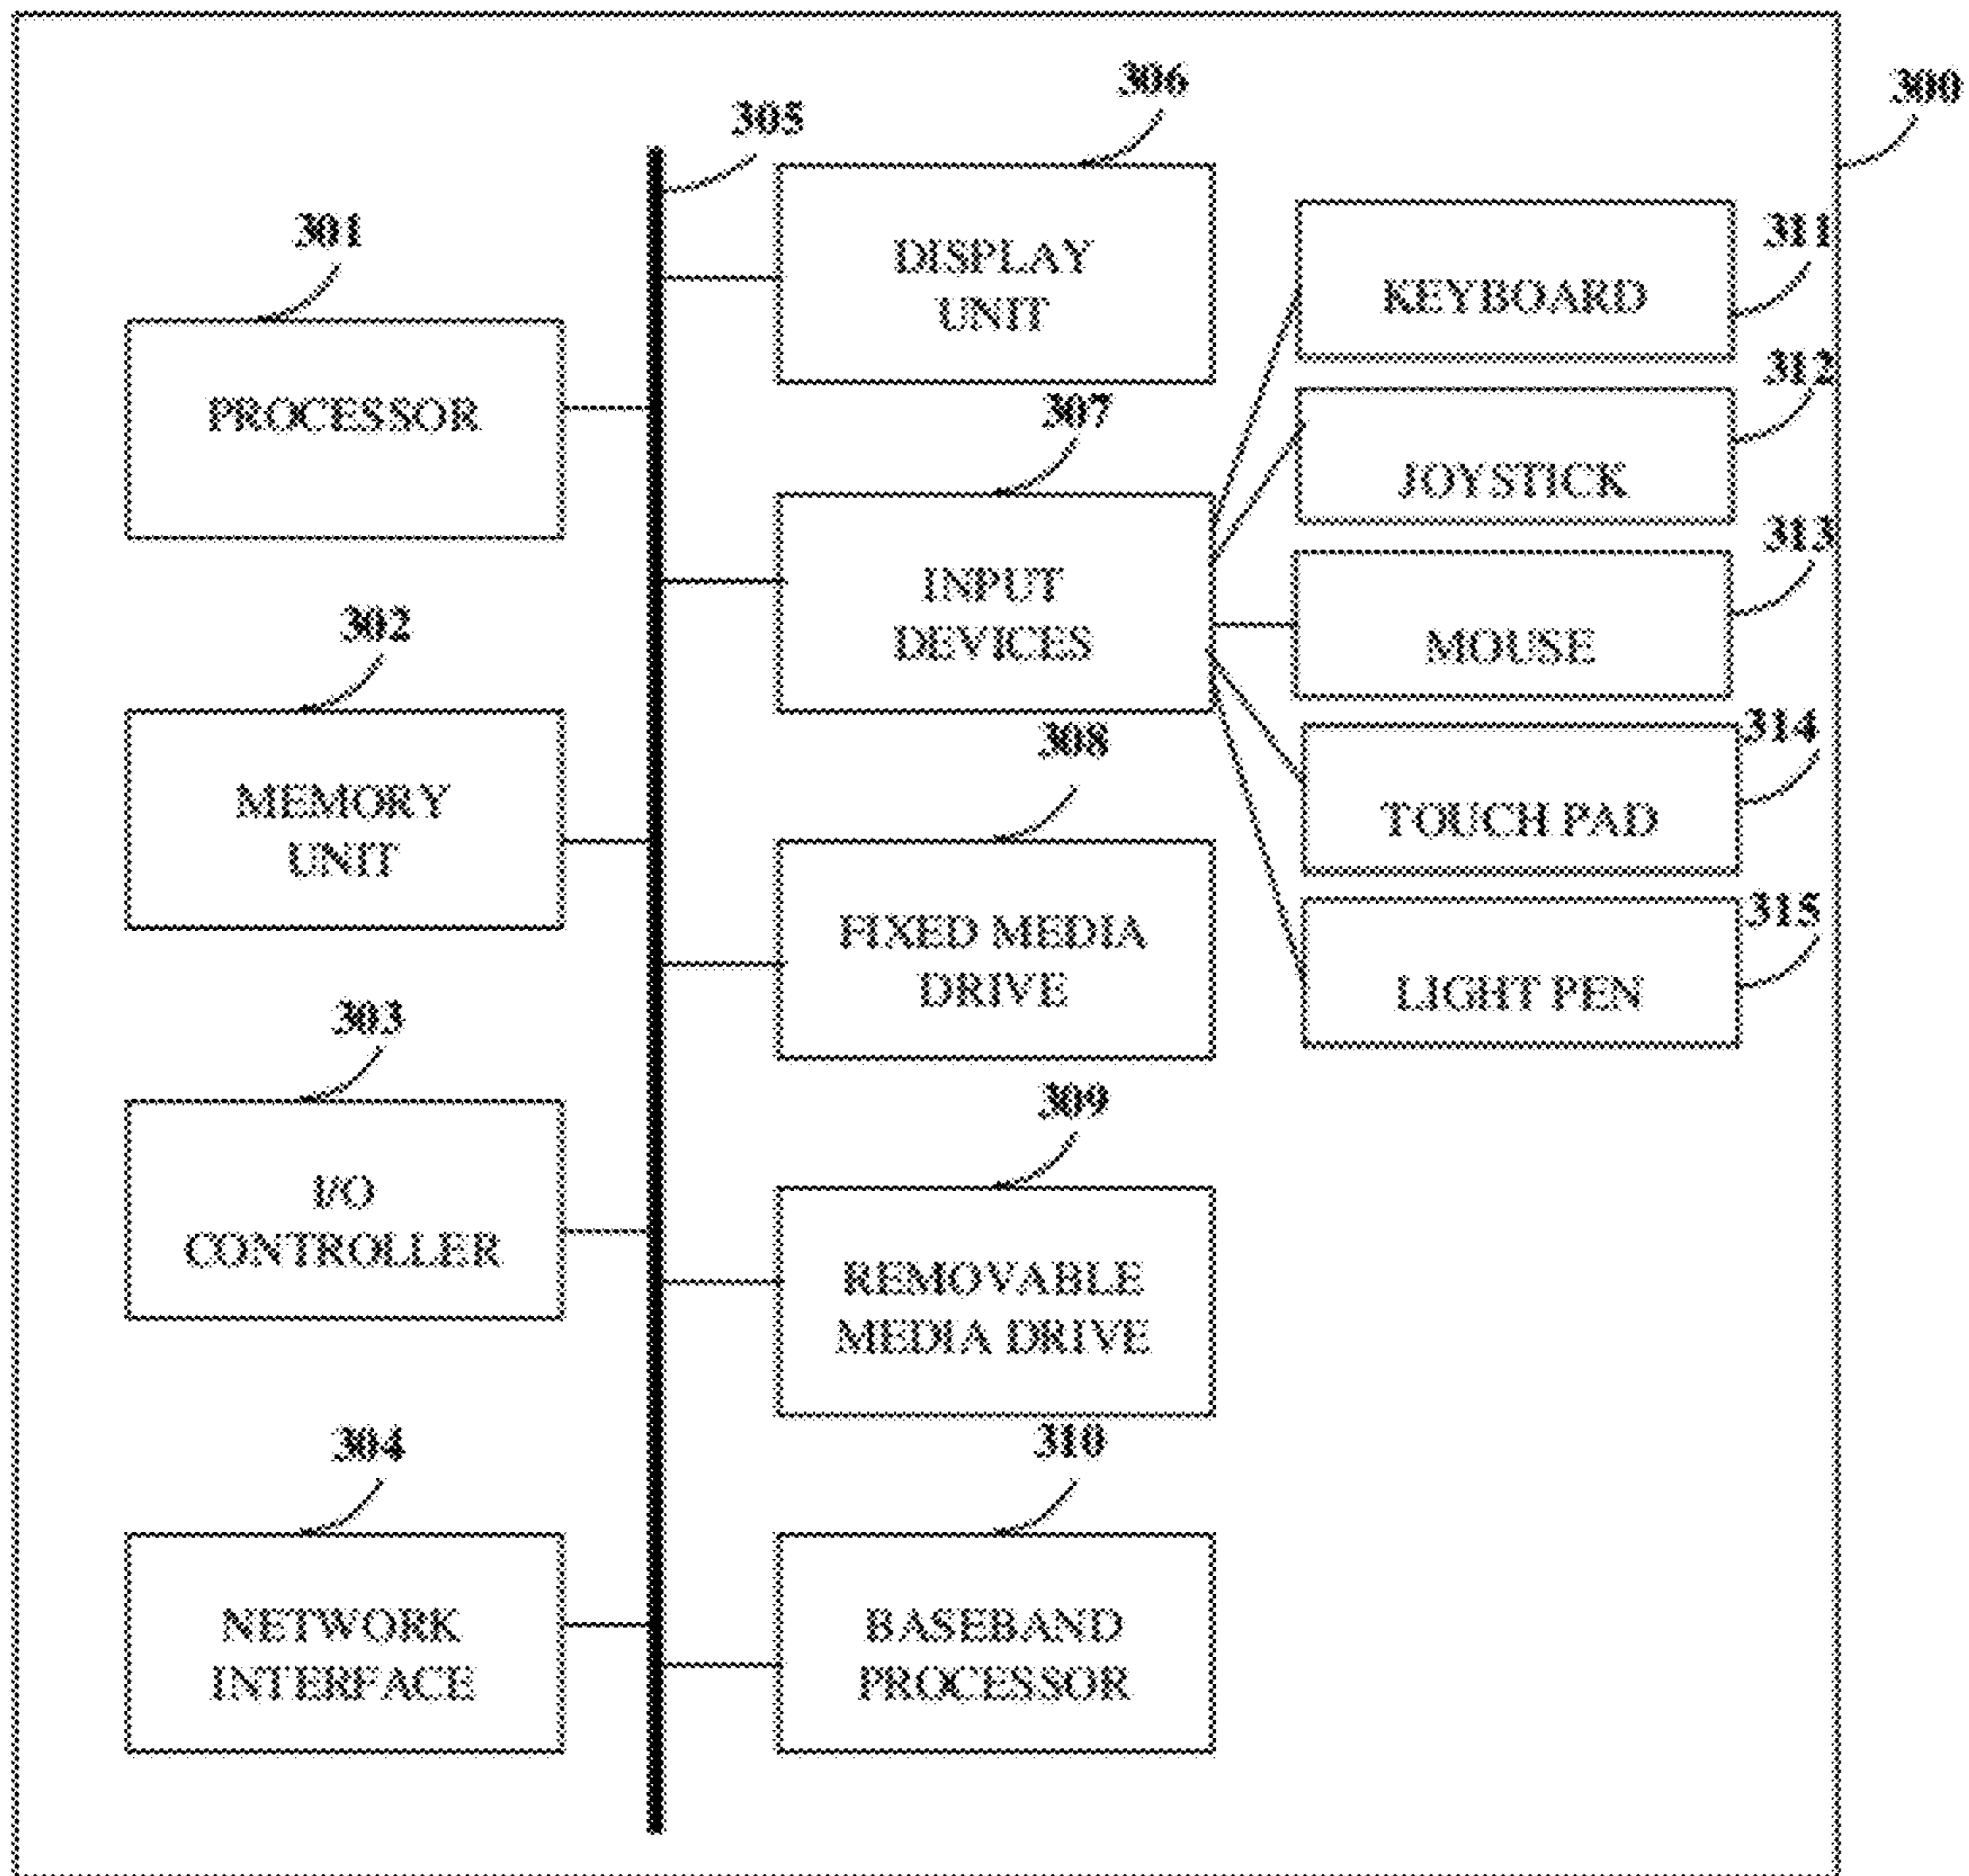 300
305
301
PROCESSOR
302
MEMORY
UNIT
303
I/O
CONTROLLER
304
NETWORK
INTERFACE
306
DISPLAY
UNIT
307
INPUT
DEVICES
308
FIXED MEDIA
DRIVE
309
REMOVABLE
MEDIA DRIVE
310
BASEBAND
PROCESSOR
311
KEYBOARD
312
JOYSTICK
313
MOUSE
314
TOUCH PAD
315
LIGHT PEN